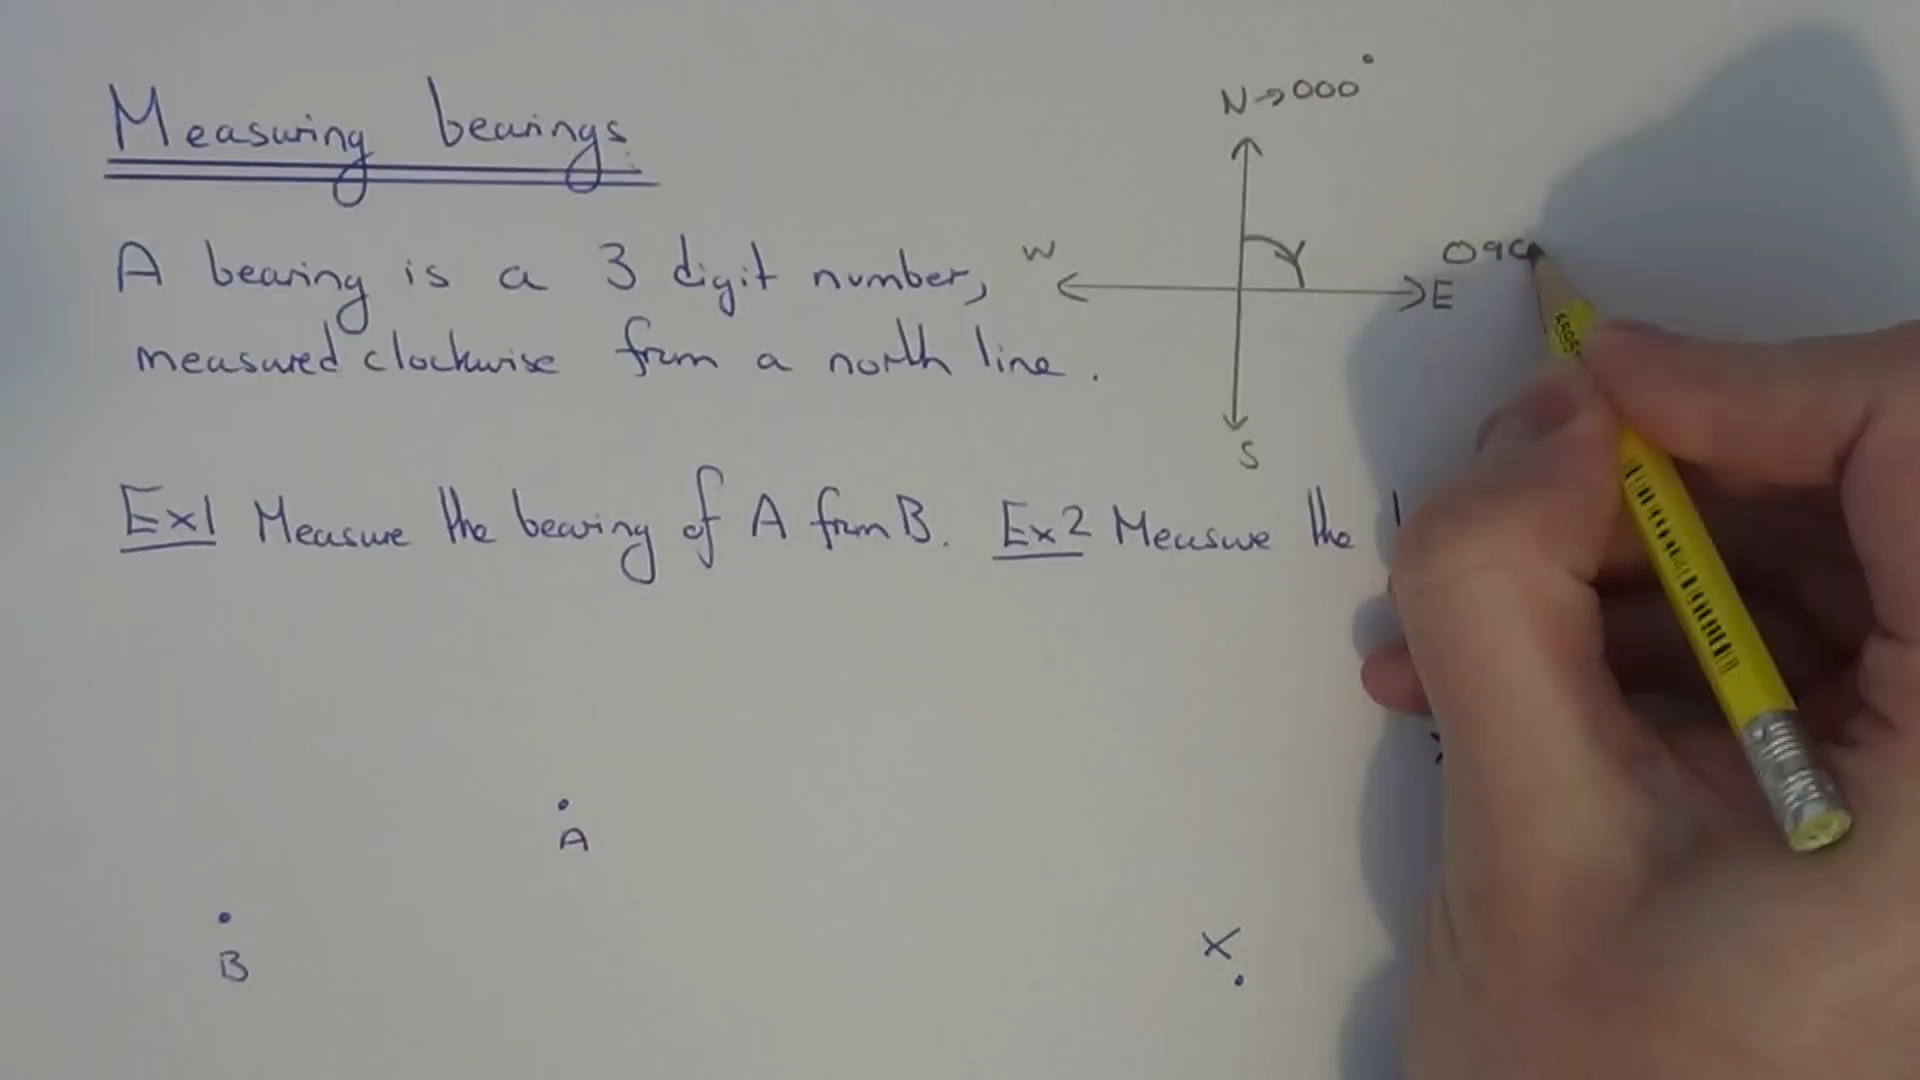 Measuring bearings.
N→000°
A bearing is a 3 digit number,
W
E
measured clockwise from a north line.
S
Ex1 Measure the bearing of A from B. Ex2 Measure the
A
B
X